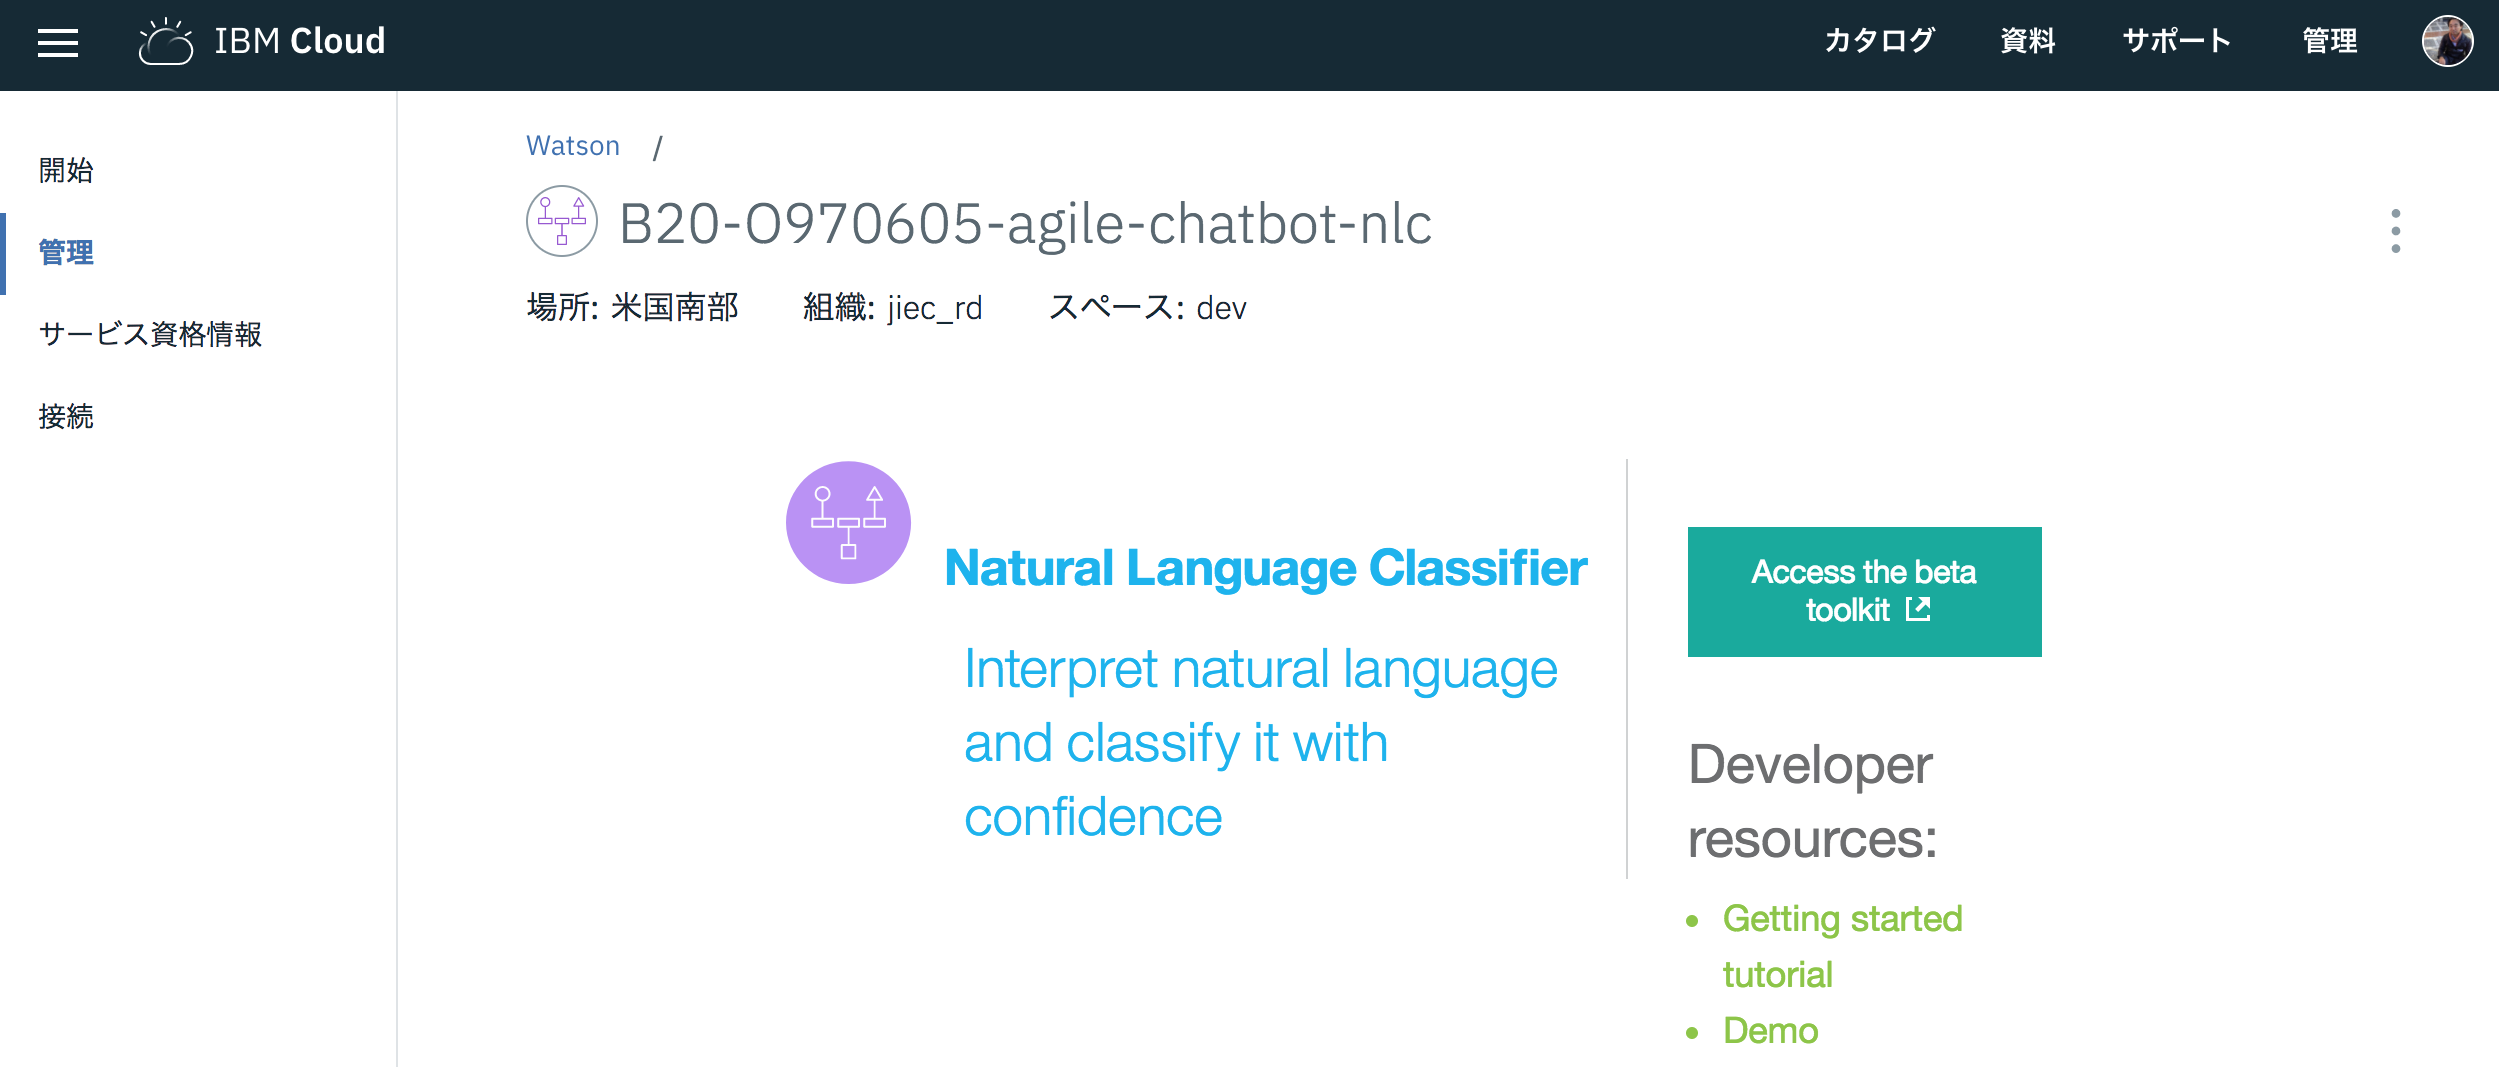 IBM Cloud
カタログ 資料 サポート 管理
開始
管理
サービス資格情報
接続
Watson /
B20-O970605-agile-chatbot-nlc
場所: 米国南部 組織: jiec_rd スペース: dev
Natural Language Classifier
Interpret natural language
and classify it with
confidence
Access the beta
toolkit
Developer
resources:
Getting started
tutorial
Demo